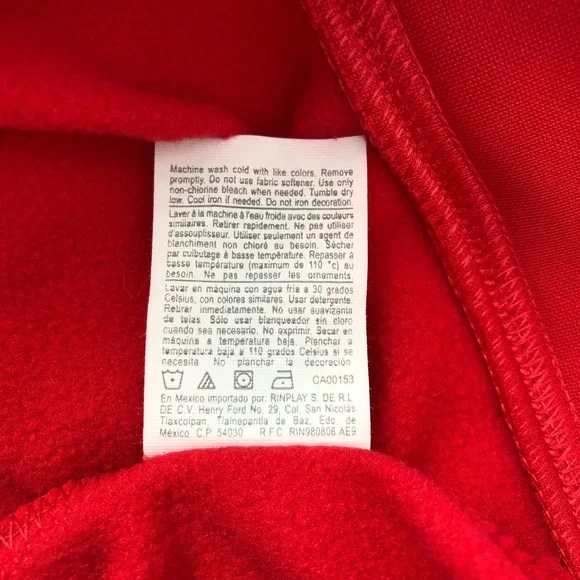 Machine wash cold with like colors. Remove
promptly. Do not use fabric softener. Use only
non-chlorine bleach when needed. Tumble dry
low. Cool iron if needed. Do not iron decoration.
Laver à la machine à l'eau froide avec des couleurs
similaires. Retirer rapidement. Ne pas utiliser
d'assouplisseur. Utiliser seulement un agent de
blanchiment non chloré au besoin. Sécher
par culbutage à basse température. Repasser à
basse température (maximum de 110 °c) au
besoin. Ne pas repasser les ornements.
Lavar en máquina con agua fría a 30 grados
Celsius, con colores similares. Usar detergente.
Retirar inmediatamente. No usar suavizante
de telas. Sólo usar blanqueador sin cloro
cuando sea necesario. No exprimir. Secar en
máquina a temperatura baja. Planchar a
temperatura baja a 110 grados Celsius si se
necesita. No planchar la decoración
CA00153
En Mexico importado por: RINPLAY S. DE R.L
DE C.V. Henry Ford No. 29, Col. San Nicolás
Tlaxcolpan, Tlalnepantla de Baz, Edo. de
México. C.P. 54030 R.F.C RIN980806 AE9